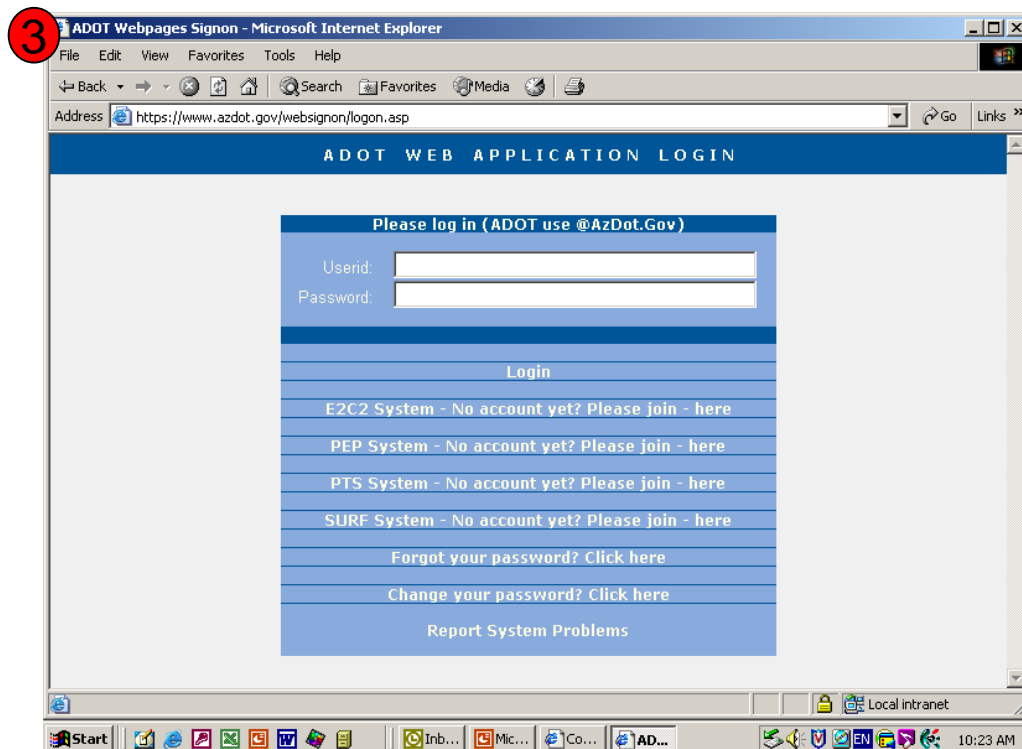 3
ADOT Webpages Signon - Microsoft Internet Explorer
File Edit View Favorites Tools Help
Back Search Favorites Media
Address https://www.azdot.gov/websignon/logon.asp Go Links »
ADOT WEB APPLICATION LOGIN
Please log in (ADOT use @AzDot.Gov)
Userid:
Password:
Login
E2C2 System - No account yet? Please join - here
PEP System - No account yet? Please join - here
PTS System - No account yet? Please join - here
SURF System - No account yet? Please join - here
Forgot your password? Click here
Change your password? Click here
Report System Problems
Local intranet
Start Inb... Mic... Co... AD... EN 10:23 AM